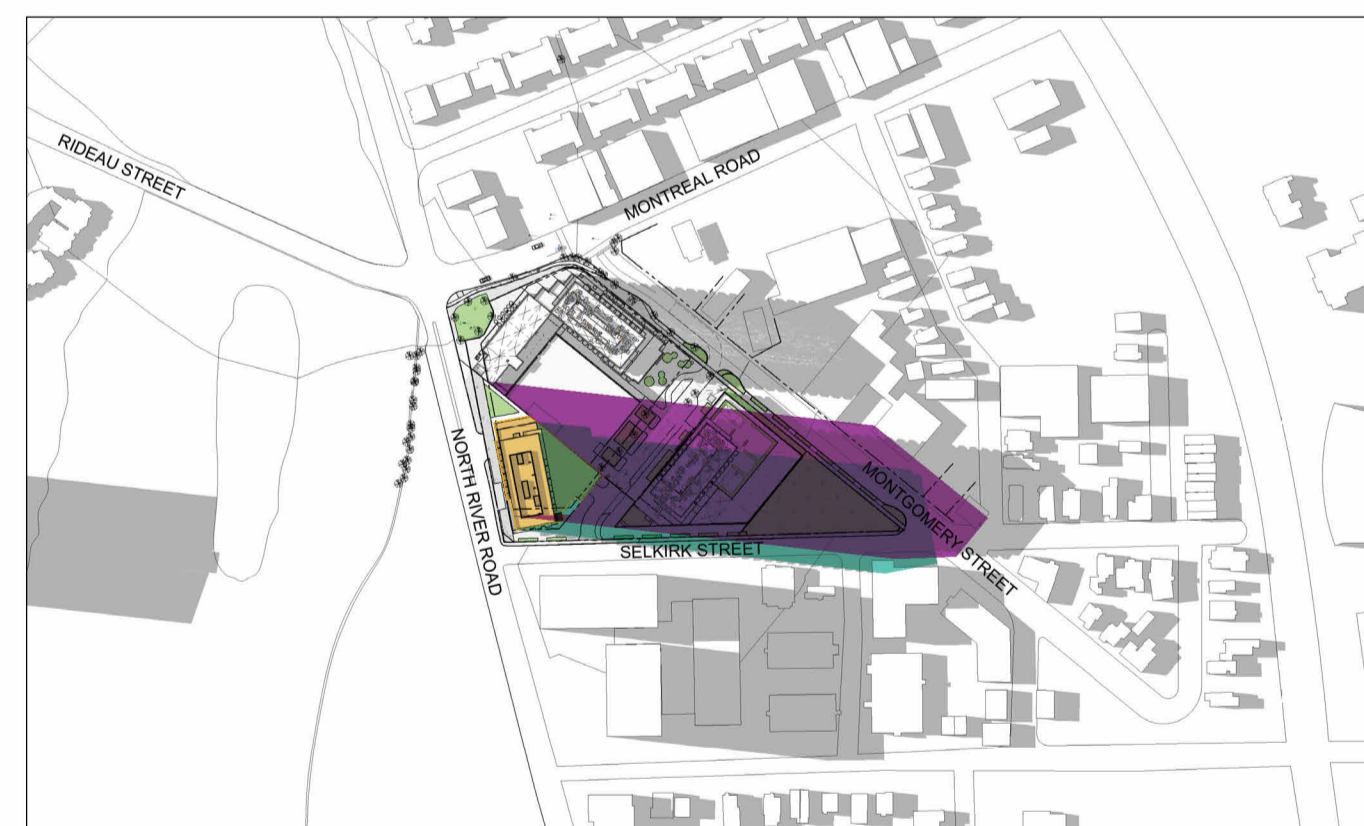 RIDEAU STREET
MONTREAL ROAD
NORTH RIVER ROAD
MONTGOMERY STREET
SELKIRK STREET